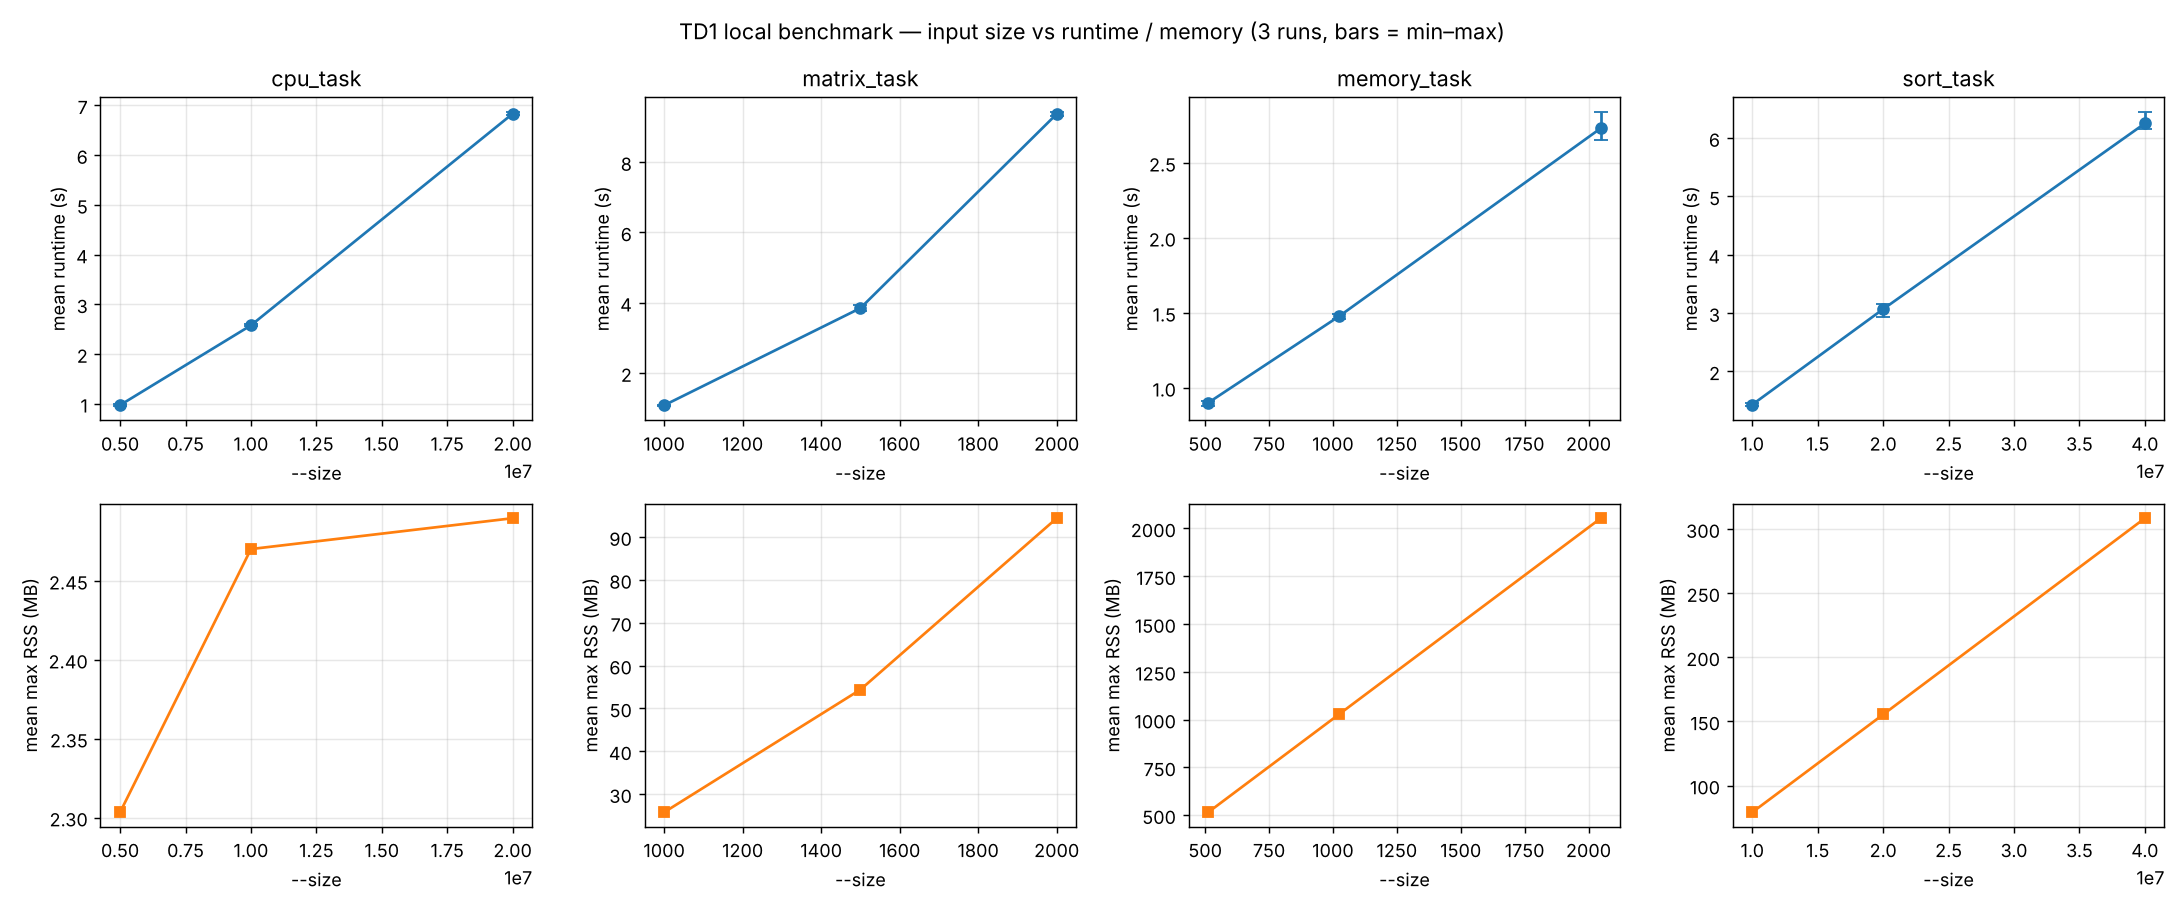 TD1 local benchmark — input size vs runtime / memory (3 runs, bars = min–max)
cpu_task
matrix_task
memory_task
sort_task
mean runtime (s)
7
6
5
4
3
2
1
0.50 0.75 1.00 1.25 1.50 1.75 2.00
--size
1e7
mean runtime (s)
8
6
4
2
1000 1200 1400 1600 1800 2000
--size
mean runtime (s)
2.5
2.0
1.5
1.0
500 750 1000 1250 1500 1750 2000
--size
mean runtime (s)
6
5
4
3
2
1.0 1.5 2.0 2.5 3.0 3.5 4.0
--size
1e7
mean max RSS (MB)
2.45
2.40
2.35
2.30
0.50 0.75 1.00 1.25 1.50 1.75 2.00
--size
1e7
mean max RSS (MB)
90
80
70
60
50
40
30
1000 1200 1400 1600 1800 2000
--size
mean max RSS (MB)
2000
1750
1500
1250
1000
750
500
500 750 1000 1250 1500 1750 2000
--size
mean max RSS (MB)
300
250
200
150
100
1.0 1.5 2.0 2.5 3.0 3.5 4.0
--size
1e7